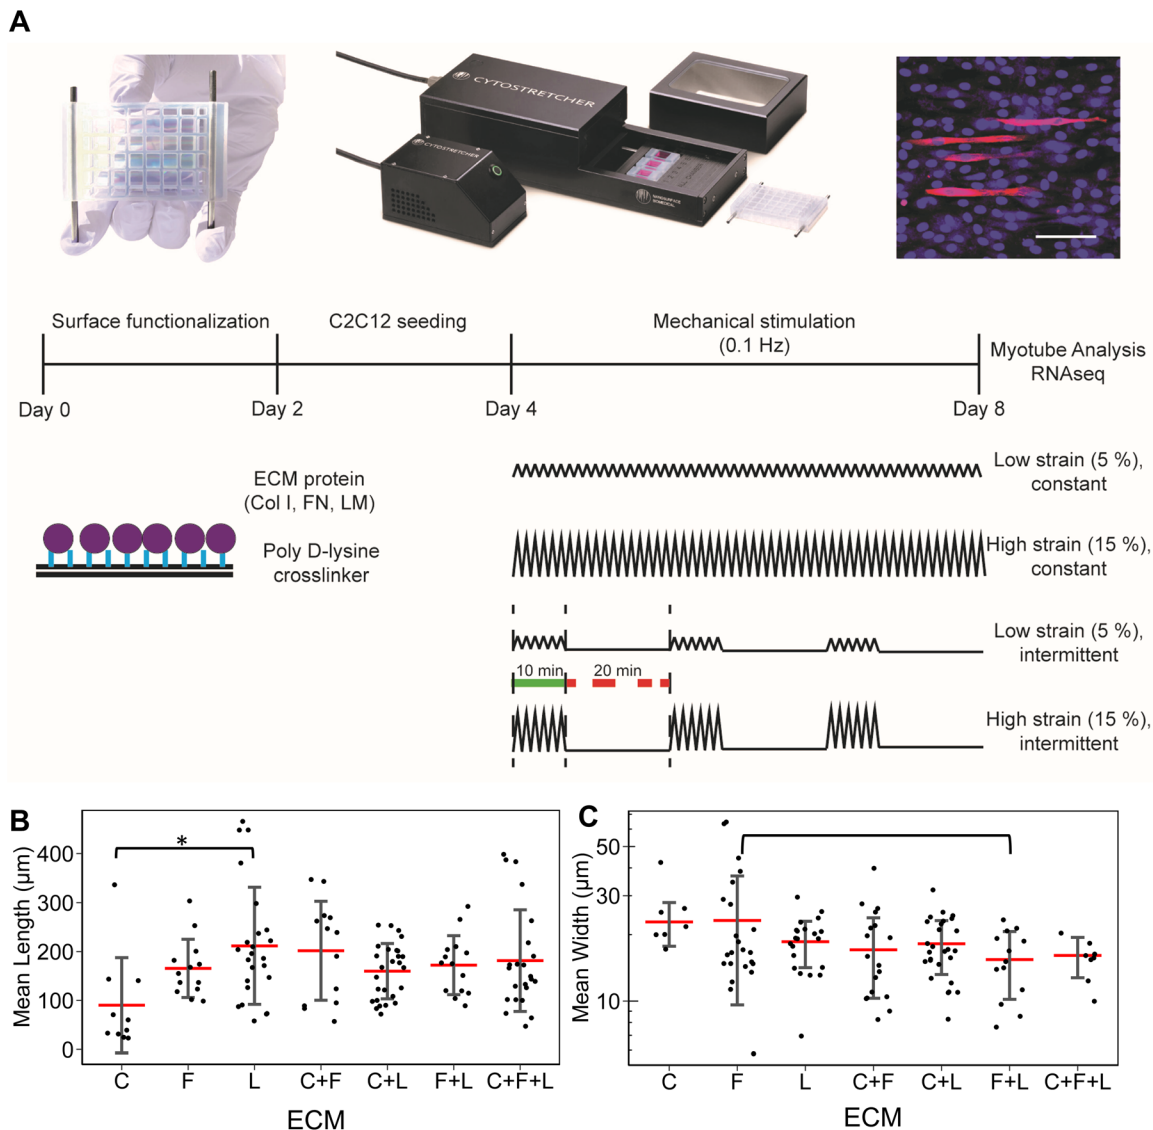 A
CYTOSTRETCHER
CYTOSTRETCHER
Surface functionalization
C2C12 seeding
Mechanical stimulation
(0.1 Hz)
Myotube Analysis
RNAseq
Day 0
Day 2
Day 4
Day 8
ECM protein
(Col I, FN, LM)
Poly D-lysine
crosslinker
Low strain (5 %),
constant
High strain (15 %),
constant
Low strain (5 %),
intermittent
10 min
20 min
High strain (15 %),
intermittent
B
*
Mean Length (µm)
400
300
200
100
0
C
F
L
C+F
C+L
F+L
C+F+L
ECM
C
Mean Width (µm)
50
30
10
C
F
L
C+F
C+L
F+L
C+F+L
ECM